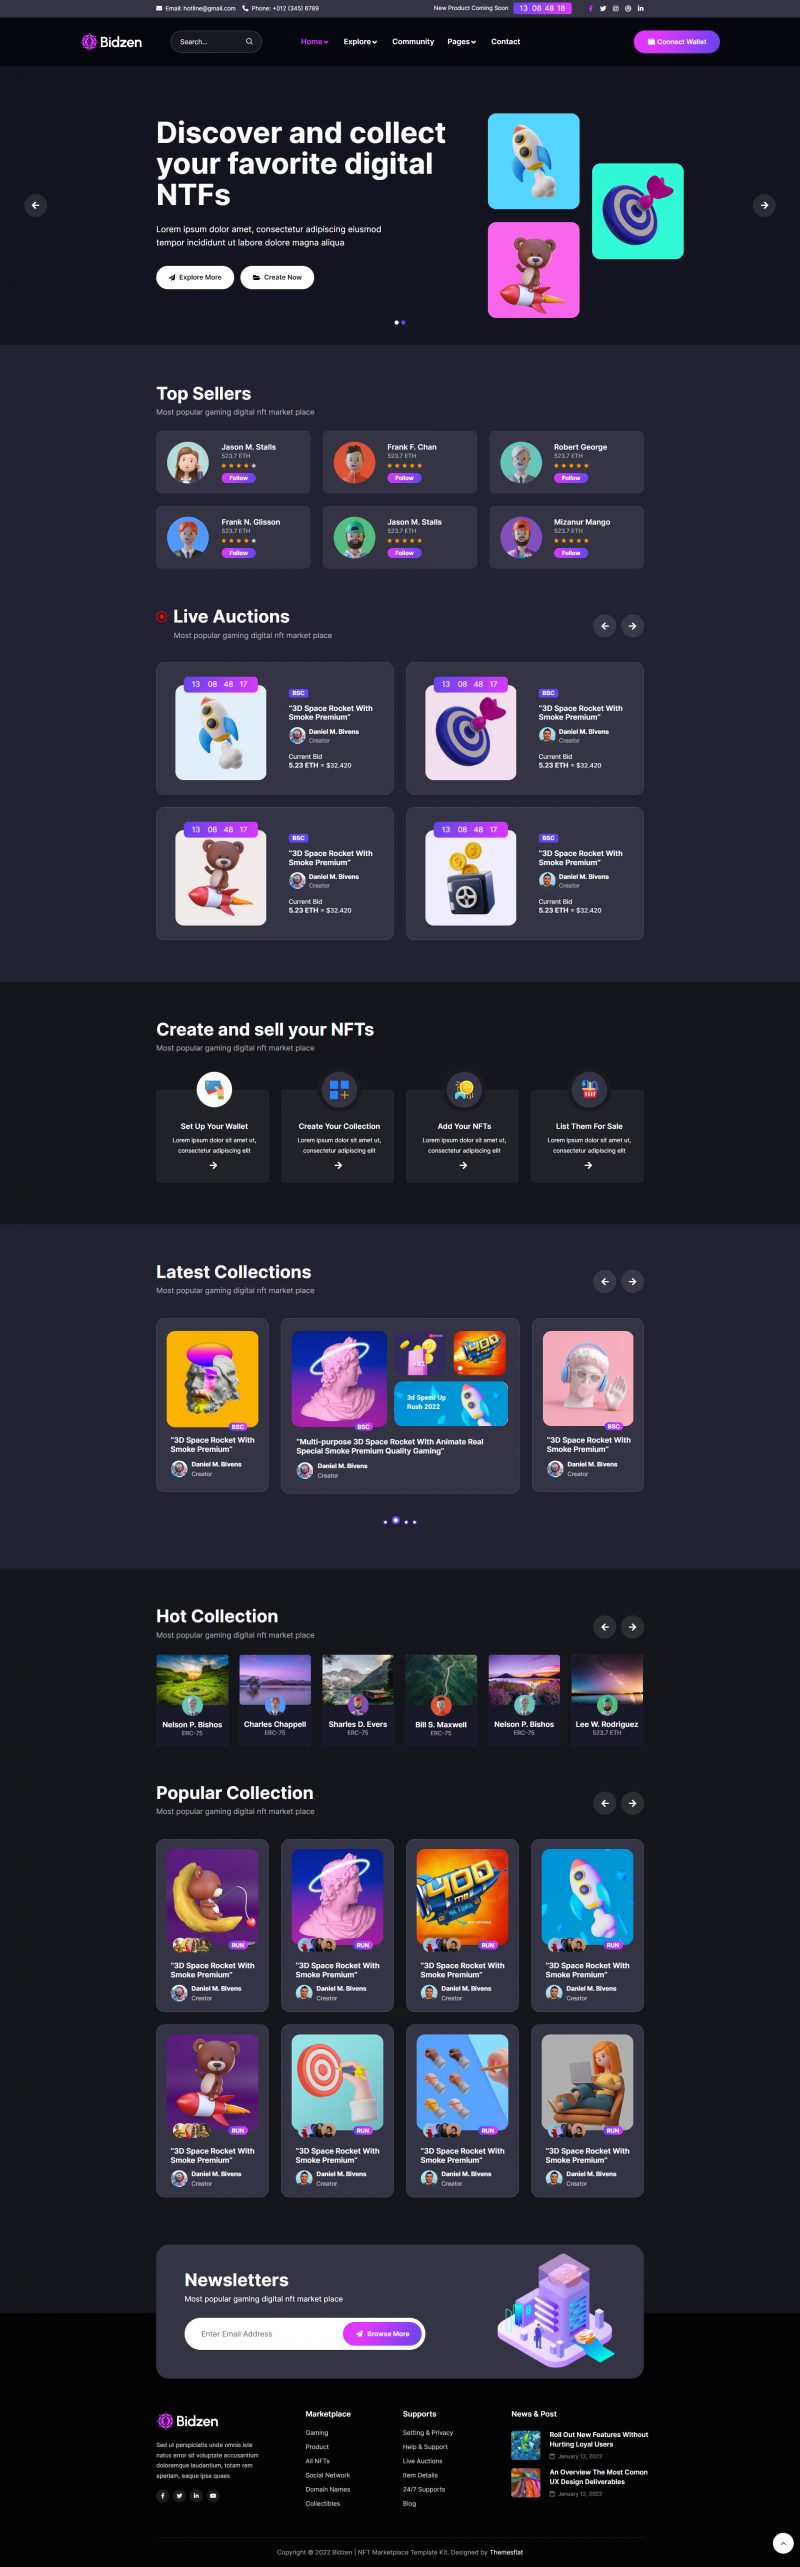 Email: hotline@gmail.com Phone: +012 (345) 6789
New Product Coming Soon 13 08 48 18
Bidzen Search... Home Explore Community Pages Contact Connect Wallet
Discover and collect
your favorite digital
NTFs
Lorem ipsum dolor amet, consectetur adipiscing eiusmod
tempor incididunt ut labore dolore magna aliqua
Explore More Create Now
Top Sellers
Most popular gaming digital nft market place
Jason M. Stalls
523.7 ETH
Follow
Frank F. Chan
523.7 ETH
Follow
Robert George
523.7 ETH
Follow
Frank N. Glisson
523.7 ETH
Follow
Jason M. Stalls
523.7 ETH
Follow
Mizanur Mango
523.7 ETH
Follow
Live Auctions
Most popular gaming digital nft market place
13 08 48 17
BSC
"3D Space Rocket With
Smoke Premium"
Daniel M. Bivens
Creator
Current Bid
5.23 ETH = $32.420
13 08 48 17
BSC
"3D Space Rocket With
Smoke Premium"
Daniel M. Bivens
Creator
Current Bid
5.23 ETH = $32.420
13 08 48 17
BSC
"3D Space Rocket With
Smoke Premium"
Daniel M. Bivens
Creator
Current Bid
5.23 ETH = $32.420
13 08 48 17
BSC
"3D Space Rocket With
Smoke Premium"
Daniel M. Bivens
Creator
Current Bid
5.23 ETH = $32.420
Create and sell your NFTs
Most popular gaming digital nft market place
Set Up Your Wallet
Lorem ipsum dolor sit amet ut,
consectetur adipiscing elit
Create Your Collection
Lorem ipsum dolor sit amet ut,
consectetur adipiscing elit
Add Your NFTs
Lorem ipsum dolor sit amet ut,
consectetur adipiscing elit
List Them For Sale
Lorem ipsum dolor sit amet ut,
consectetur adipiscing elit
Latest Collections
Most popular gaming digital nft market place
BSC
"3D Space Rocket With
Smoke Premium"
Daniel M. Bivens
Creator
400
3d Speed Up
Rush 2022
BSC
"Multi-purpose 3D Space Rocket With Animate Real
Special Smoke Premium Quality Gaming"
Daniel M. Bivens
Creator
BSC
"3D Space Rocket With
Smoke Premium"
Daniel M. Bivens
Creator
Hot Collection
Most popular gaming digital nft market place
Nelson P. Bishos
ERC-75
Charles Chappell
ERC-75
Sharles D. Evers
ERC-75
Bill S. Maxwell
ERC-75
Nelson P. Bishos
ERC-75
Lee W. Rodriguez
523.7 ETH
Popular Collection
Most popular gaming digital nft market place
RUN
"3D Space Rocket With
Smoke Premium"
Daniel M. Bivens
Creator
RUN
"3D Space Rocket With
Smoke Premium"
Daniel M. Bivens
Creator
400
MB
NA FIBRA
TEXT EDITABLE
RUN
"3D Space Rocket With
Smoke Premium"
Daniel M. Bivens
Creator
RUN
"3D Space Rocket With
Smoke Premium"
Daniel M. Bivens
Creator
RUN
"3D Space Rocket With
Smoke Premium"
Daniel M. Bivens
Creator
RUN
"3D Space Rocket With
Smoke Premium"
Daniel M. Bivens
Creator
RUN
"3D Space Rocket With
Smoke Premium"
Daniel M. Bivens
Creator
RUN
"3D Space Rocket With
Smoke Premium"
Daniel M. Bivens
Creator
Newsletters
Most popular gaming digital nft market place
Enter Email Address Browse More
Bidzen
Sed ut perspiciatis unde omnis iste
natus error sit voluptate accusantium
doloremque laudantium, totam rem
aperiam, eaque ipsa quaes
Marketplace
Gaming
Product
All NFTs
Social Network
Domain Names
Collectibles
Supports
Setting & Privacy
Help & Support
Live Auctions
Item Details
24/7 Supports
Blog
News & Post
Roll Out New Features Without
Hurting Loyal Users
January 12, 2022
An Overview The Most Comon
UX Design Deliverables
January 12, 2022
Copyright © 2022 Bidzen | NFT Marketplace Template Kit. Designed by Themesflat